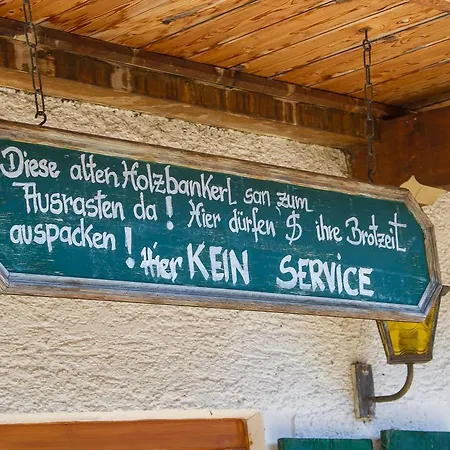 Diese alten Holzbankerl san zum
Ausrasten da! Hier dürfen S' ihre Brotzeit
auspacken! Hier KEIN SERVICE